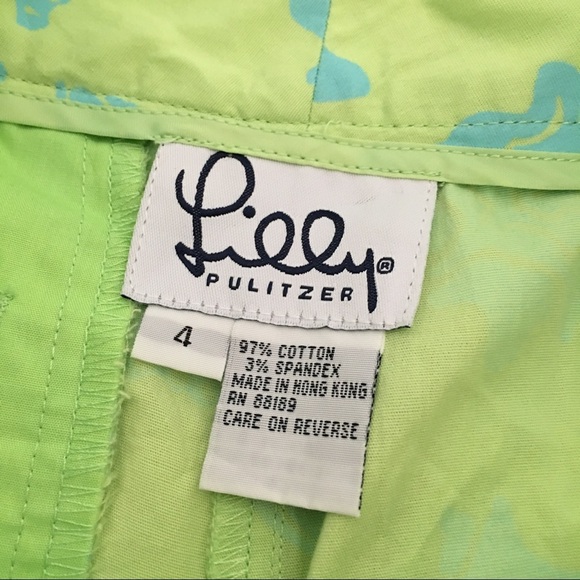 Lilly®
PULITZER
4
97% COTTON
3% SPANDEX
MADE IN HONG KONG
RN 88189
CARE ON REVERSE